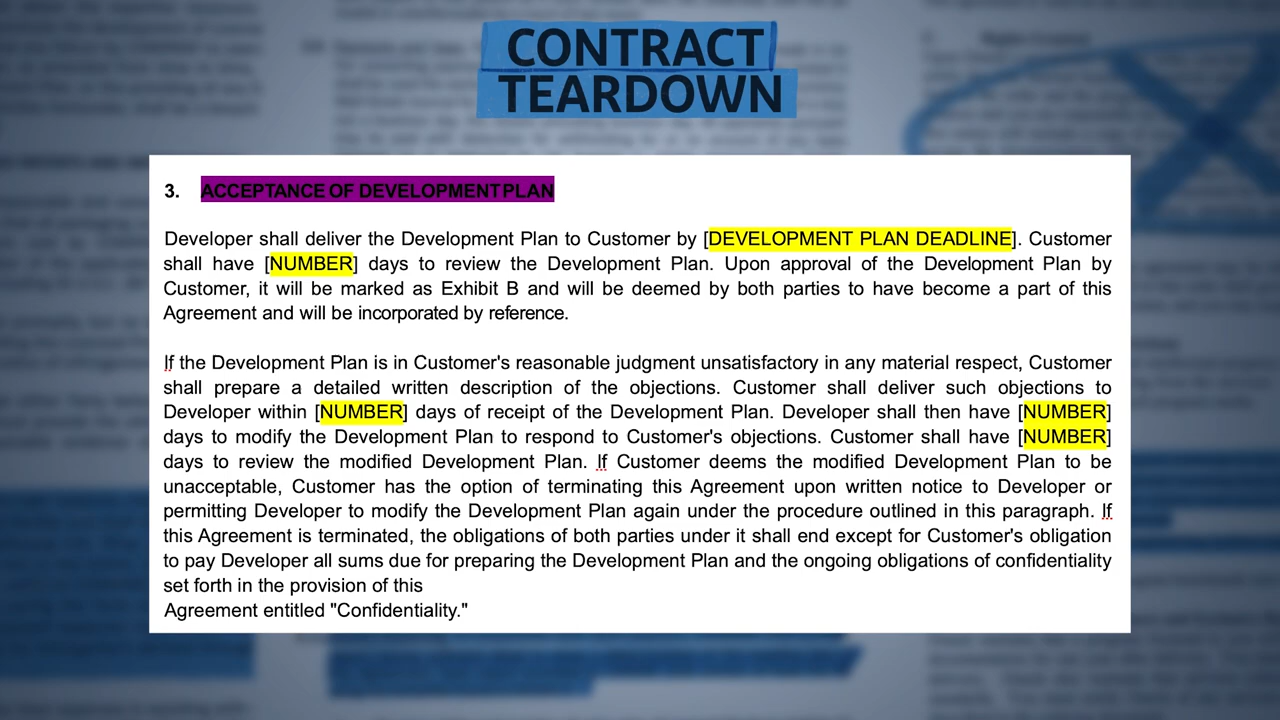 CONTRACT
TEARDOWN
3. ACCEPTANCE OF DEVELOPMENT PLAN
Developer shall deliver the Development Plan to Customer by [DEVELOPMENT PLAN DEADLINE]. Customer
shall have [NUMBER] days to review the Development Plan. Upon approval of the Development Plan by
Customer, it will be marked as Exhibit B and will be deemed by both parties to have become a part of this
Agreement and will be incorporated by reference.
If the Development Plan is in Customer's reasonable judgment unsatisfactory in any material respect, Customer
shall prepare a detailed written description of the objections. Customer shall deliver such objections to
Developer within [NUMBER] days of receipt of the Development Plan. Developer shall then have [NUMBER]
days to modify the Development Plan to respond to Customer's objections. Customer shall have [NUMBER]
days to review the modified Development Plan. If Customer deems the modified Development Plan to be
unacceptable, Customer has the option of terminating this Agreement upon written notice to Developer or
permitting Developer to modify the Development Plan again under the procedure outlined in this paragraph. If
this Agreement is terminated, the obligations of both parties under it shall end except for Customer's obligation
to pay Developer all sums due for preparing the Development Plan and the ongoing obligations of confidentiality
set forth in the provision of this
Agreement entitled "Confidentiality."